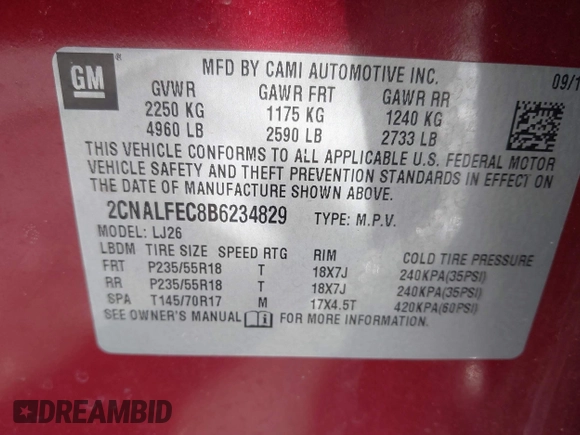 GM ®
MFD BY CAMI AUTOMOTIVE INC. 09/1
GVWR GAWR FRT GAWR RR
2250 KG 1175 KG 1240 KG
4960 LB 2590 LB 2733 LB
THIS VEHICLE CONFORMS TO ALL APPLICABLE U.S. FEDERAL MOTOR
VEHICLE SAFETY AND THEFT PREVENTION STANDARDS IN EFFECT ON
THE DATE OF MANUFACTURE SHOWN ABOVE.
2CNALFEC8B6234829 TYPE: M.P.V.
MODEL: LJ26
LBDM TIRE SIZE SPEED RTG RIM COLD TIRE PRESSURE
FRT P235/55R18 T 18X7J 240KPA(35PSI)
RR P235/55R18 T 18X7J 240KPA(35PSI)
SPA T145/70R17 M 17X4.5T 420KPA(60PSI)
SEE OWNER'S MANUAL i FOR MORE INFORMATION.
DREAMBID